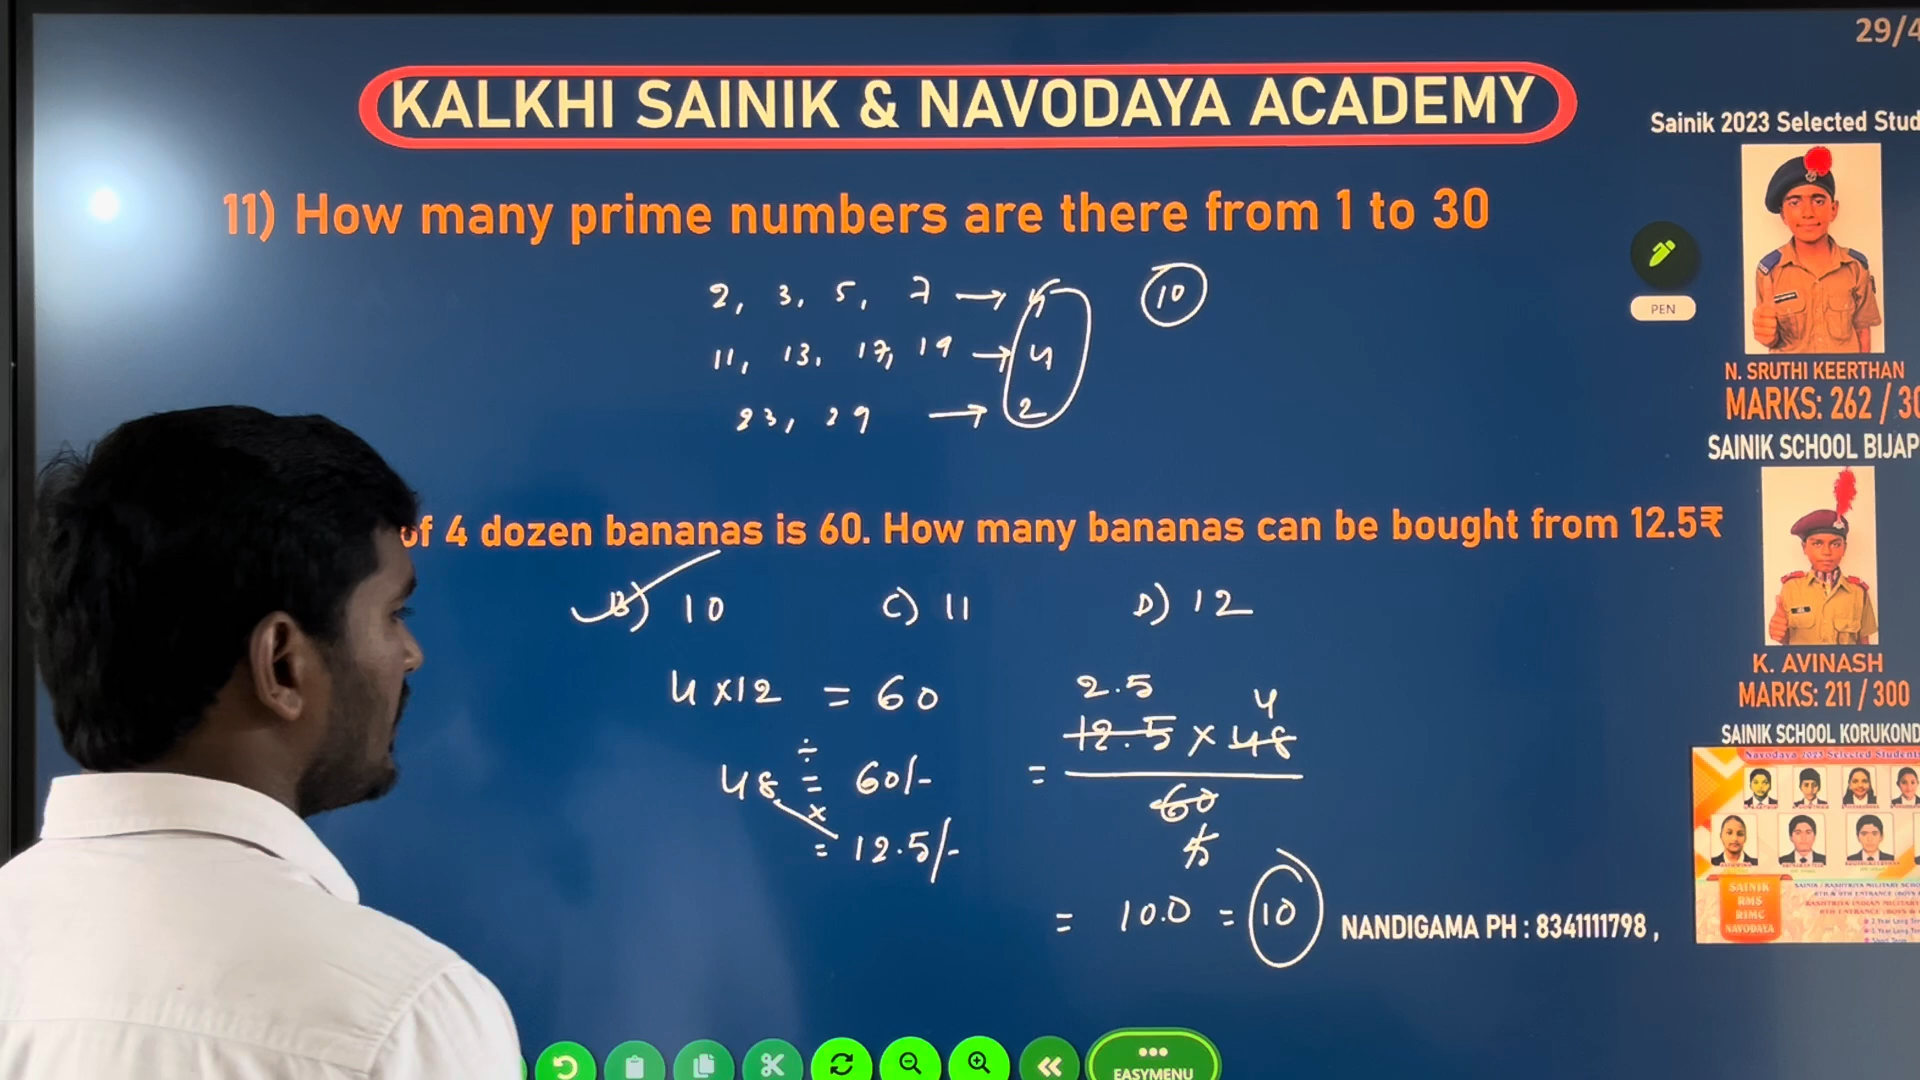 29/4
KALKHI SAINIK & NAVODAYA ACADEMY
Sainik 2023 Selected Stud
11) How many prime numbers are there from 1 to 30
PEN
2, 3, 5, 7 → 4
11, 13, 17, 19 → 4
23, 29 → 2
10
N. SRUTHI KEERTHAN
MARKS: 262 / 30
SAINIK SCHOOL BIJAP
of 4 dozen bananas is 60. How many bananas can be bought from 12.5₹
B) 10 C) 11 D) 12
4 x 12 = 60
48 ÷ = 60/-
x
= 12.5/-
2.5 4
= 12.5 x 48
60
5
= 10.0 = 10
K. AVINASH
MARKS: 211 / 300
SAINIK SCHOOL KORUKOND
Navodaya 2023 Selected Student
SAINIK
RMS
RIMC
NAVODAYA
NANDIGAMA PH : 8341111798 ,
EASYMENU